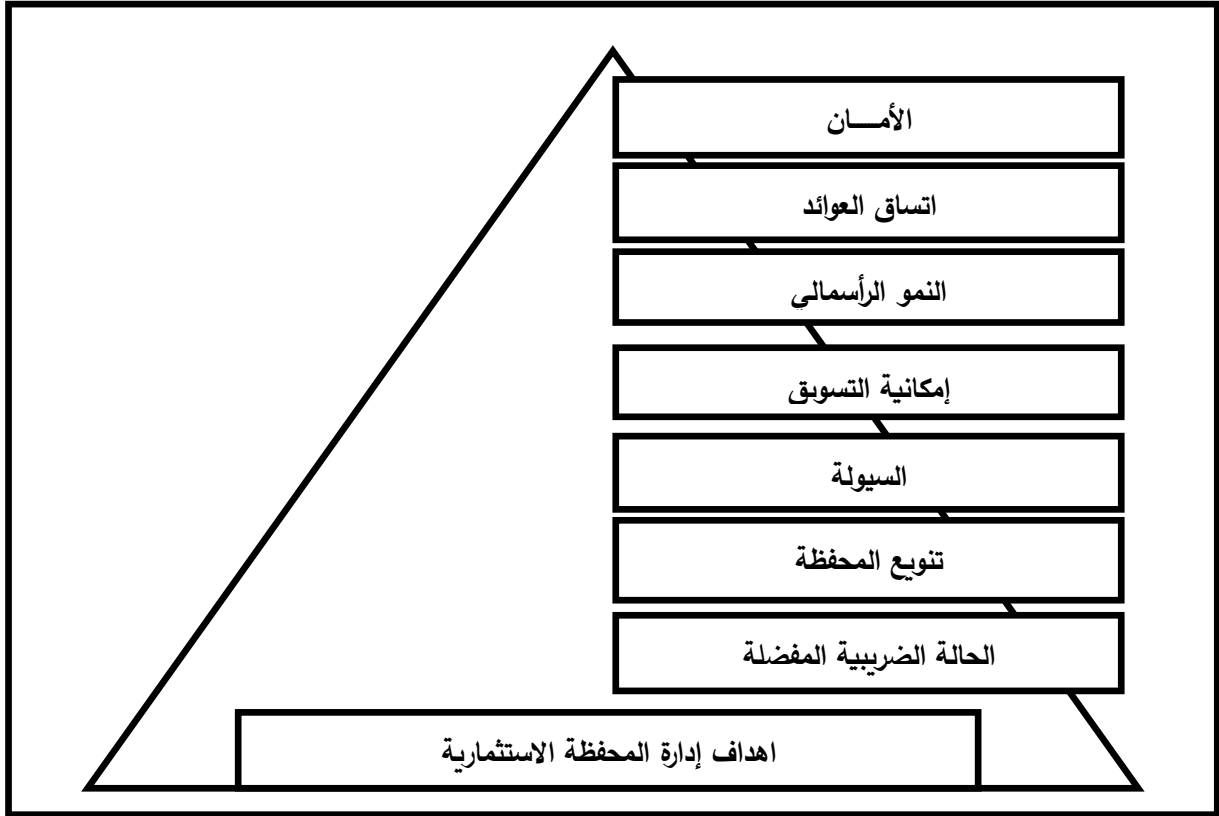 الأمـــان
اتساق العوائد
النمو الرأسمالي
إمكانية التسويق
السيولة
تنويع المحفظة
الحالة الضريبية المفضلة
اهداف إدارة المحفظة الاستثمارية